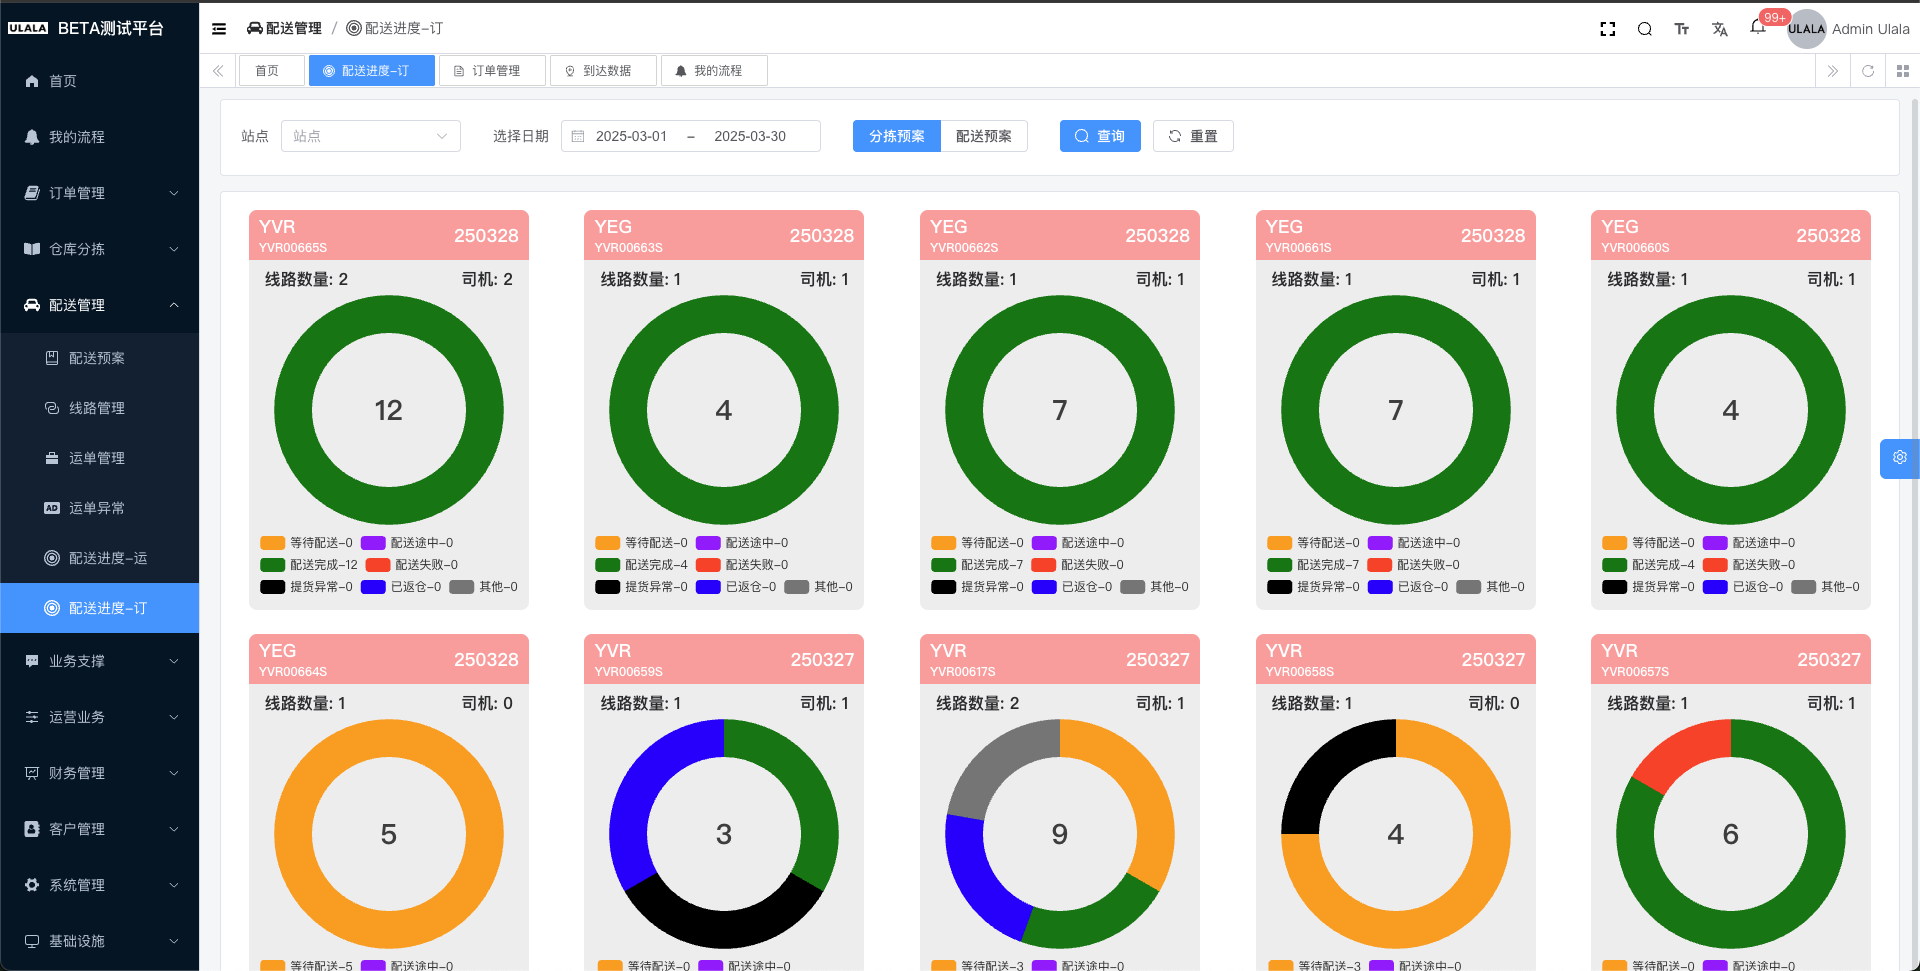 ULALA BETA测试平台
首页
我的流程
订单管理
仓库分拣
配送管理
配送预案
线路管理
运单管理
AD 运单异常
配送进度-运
配送进度-订
业务支撑
运营业务
财务管理
客户管理
系统管理
基础设施
配送管理 / 配送进度-订
Tr
99+
ULALA Admin Ulala
首页 配送进度-订 订单管理 到达数据 我的流程
站点 站点 选择日期 2025-03-01 - 2025-03-30 分拣预案 配送预案 查询 重置
YVR
YVR00665S
250328
线路数量: 2 司机: 2
12
等待配送-0 配送途中-0
配送完成-12 配送失败-0
提货异常-0 已返仓-0 其他-0
YEG
YVR00663S
250328
线路数量: 1 司机: 1
4
等待配送-0 配送途中-0
配送完成-4 配送失败-0
提货异常-0 已返仓-0 其他-0
YEG
YVR00662S
250328
线路数量: 1 司机: 1
7
等待配送-0 配送途中-0
配送完成-7 配送失败-0
提货异常-0 已返仓-0 其他-0
YEG
YVR00661S
250328
线路数量: 1 司机: 1
7
等待配送-0 配送途中-0
配送完成-7 配送失败-0
提货异常-0 已返仓-0 其他-0
YEG
YVR00660S
250328
线路数量: 1 司机: 1
4
等待配送-0 配送途中-0
配送完成-4 配送失败-0
提货异常-0 已返仓-0 其他-0
YEG
YVR00664S
250328
线路数量: 1 司机: 0
5
等待配送-5 配送途中-0
YVR
YVR00659S
250327
线路数量: 1 司机: 1
3
等待配送-0 配送途中-0
YVR
YVR00617S
250327
线路数量: 2 司机: 1
9
等待配送-3 配送途中-0
YVR
YVR00658S
250327
线路数量: 1 司机: 0
4
等待配送-3 配送途中-0
YVR
YVR00657S
250327
线路数量: 1 司机: 1
6
等待配送-0 配送途中-0